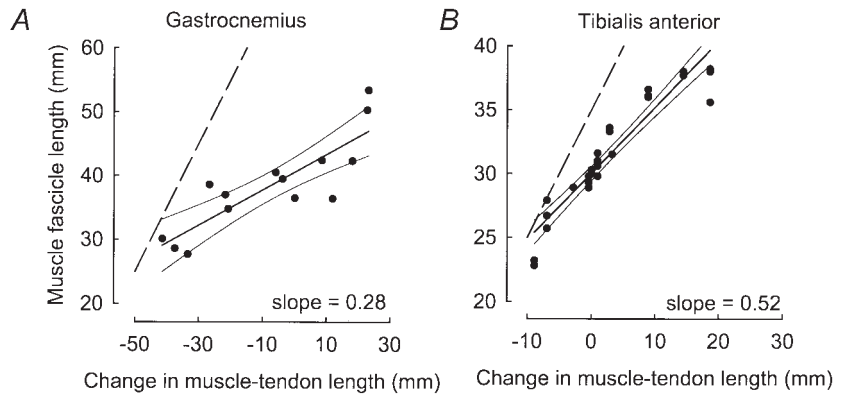 A
Gastrocnemius
60
50
40
30
20
Muscle fascicle length (mm)
slope = 0.28
-50 -30 -10 10 30
Change in muscle-tendon length (mm)
B
Tibialis anterior
40
35
30
25
20
slope = 0.52
-10 0 10 20 30
Change in muscle-tendon length (mm)